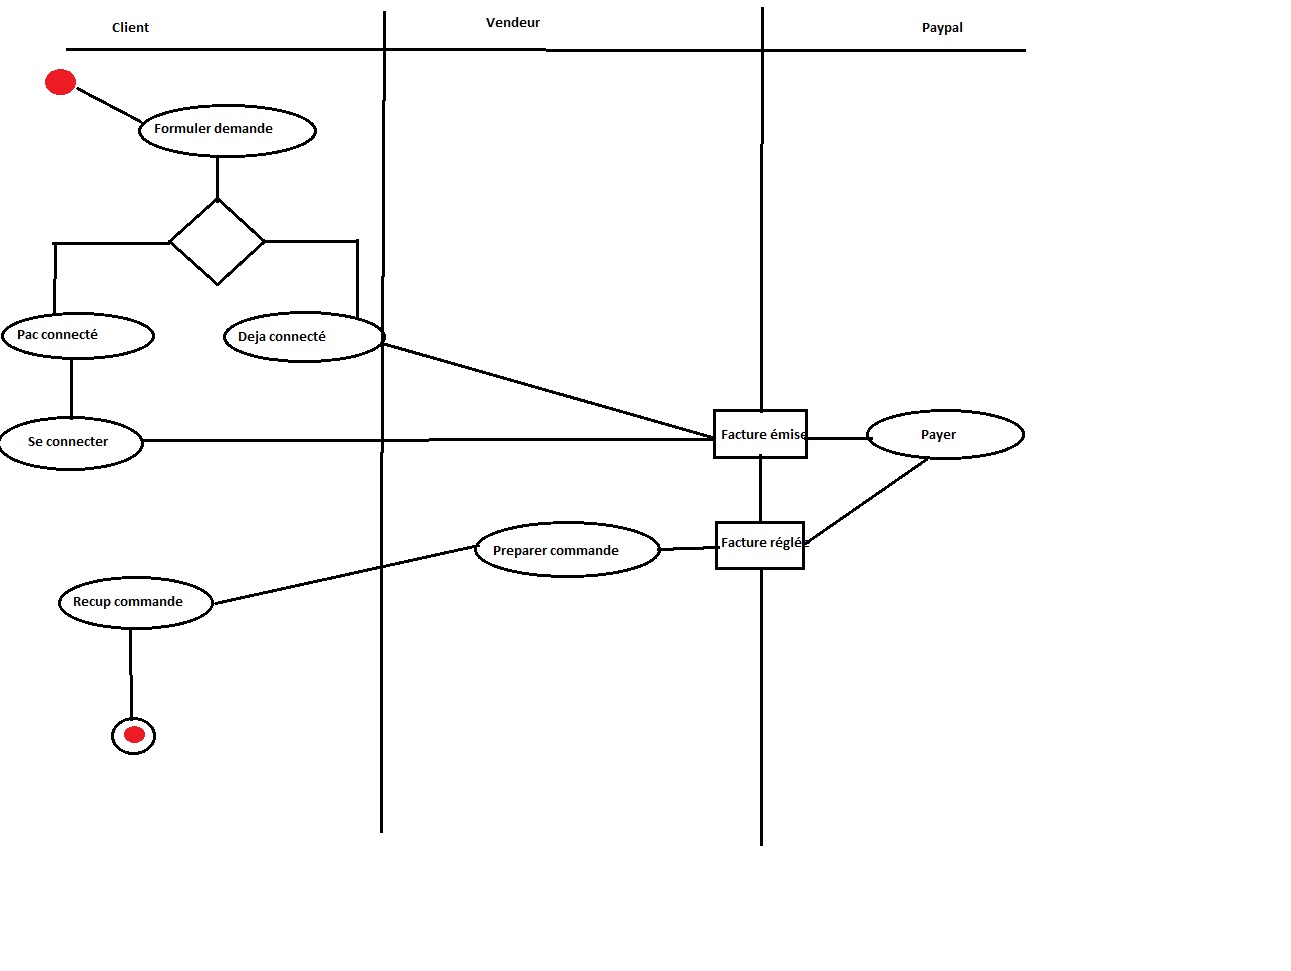 Client
Vendeur
Paypal
Formuler demande
Pac connecté
Deja connecté
Se connecter
Facture émise
Payer
Preparer commande
Facture réglée
Recup commande